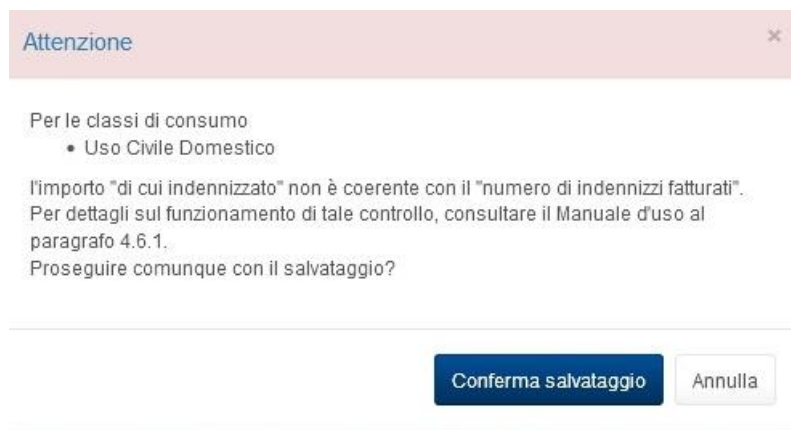 Attenzione
×
Per le classi di consumo
• Uso Civile Domestico
l'importo "di cui indennizzato" non è coerente con il "numero di indennizzi fatturati".
Per dettagli sul funzionamento di tale controllo, consultare il Manuale d'uso al
paragrafo 4.6.1.
Proseguire comunque con il salvataggio?
Conferma salvataggio
Annulla